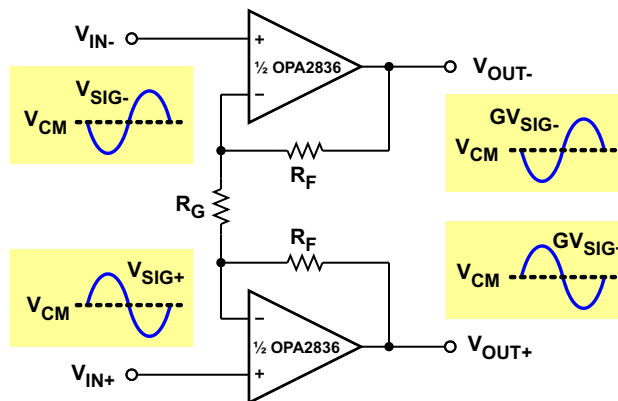 VIN-
+
½ OPA2836
−
VOUT-
VSIG-
VCM
GVSIG-
VCM
RF
RG
RF
VSIG+
VCM
GVSIG+
VCM
−
½ OPA2836
+
VIN+
VOUT+